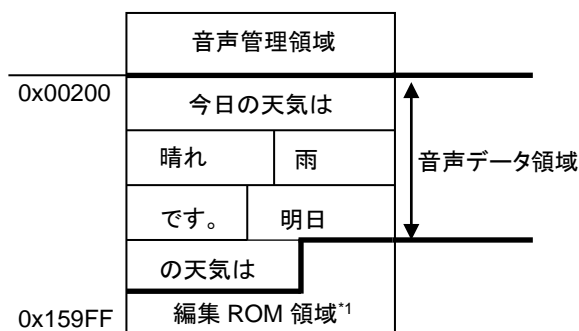 音声管理領域
0x00200
今日の天気は
晴れ 雨
音声データ領域
です。 明日
の天気は
編集 ROM 領域*1
0x159FF